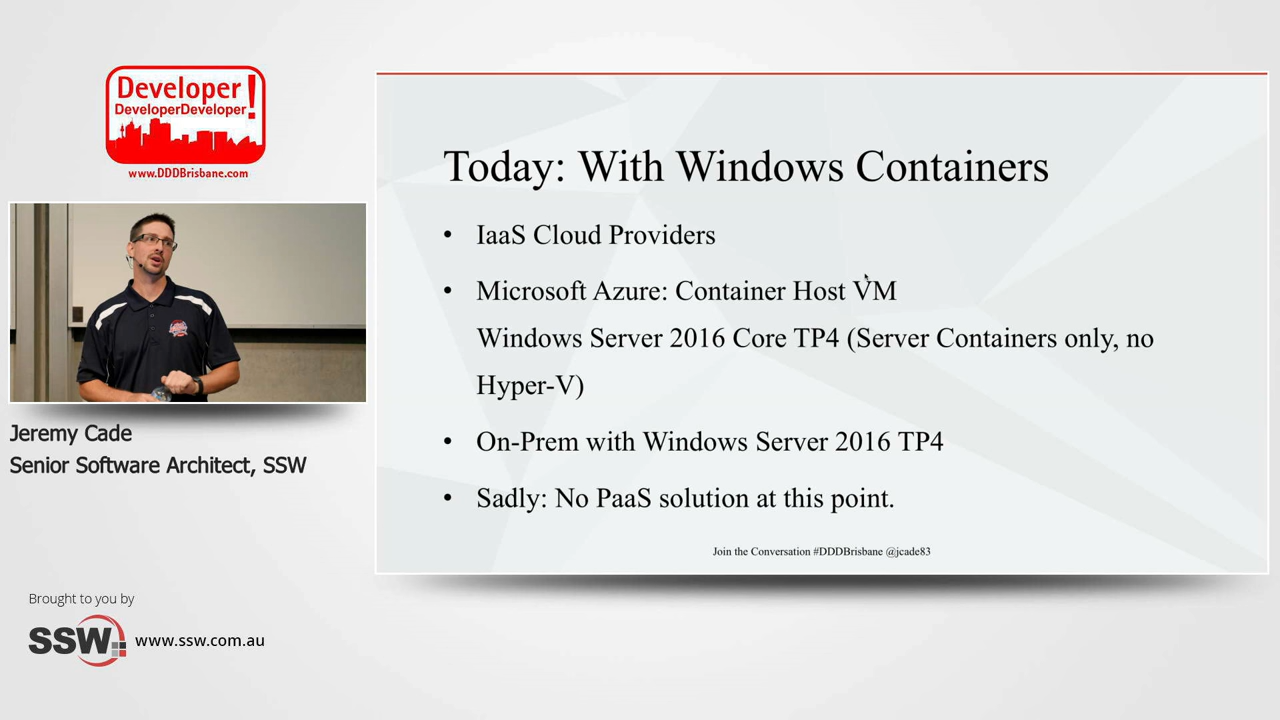 Developer!
DeveloperDeveloper
www.DDDBrisbane.com
Jeremy Cade
Senior Software Architect, SSW
Brought to you by
SSW www.ssw.com.au
Today: With Windows Containers
• IaaS Cloud Providers
• Microsoft Azure: Container Host VM
Windows Server 2016 Core TP4 (Server Containers only, no
Hyper-V)
• On-Prem with Windows Server 2016 TP4
• Sadly: No PaaS solution at this point.
Join the Conversation #DDDBrisbane @jcade83